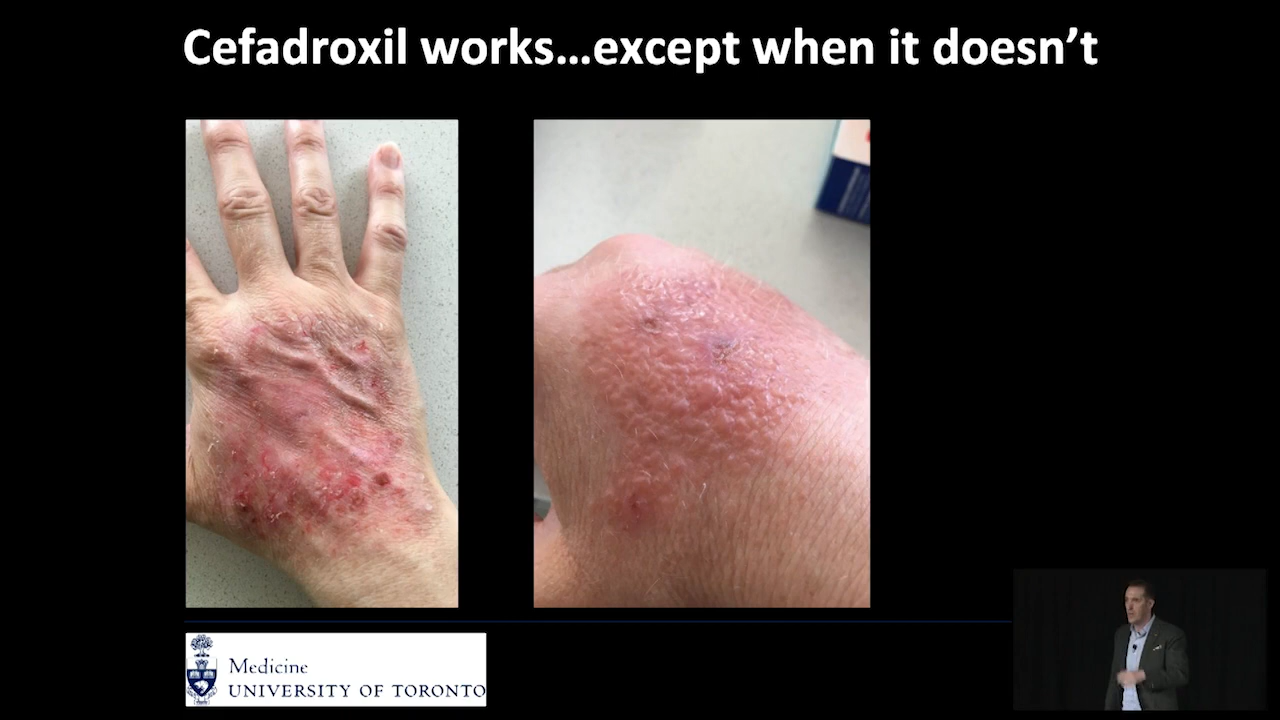 Cefadroxil works...except when it doesn’t
Medicine
UNIVERSITY OF TORONTO